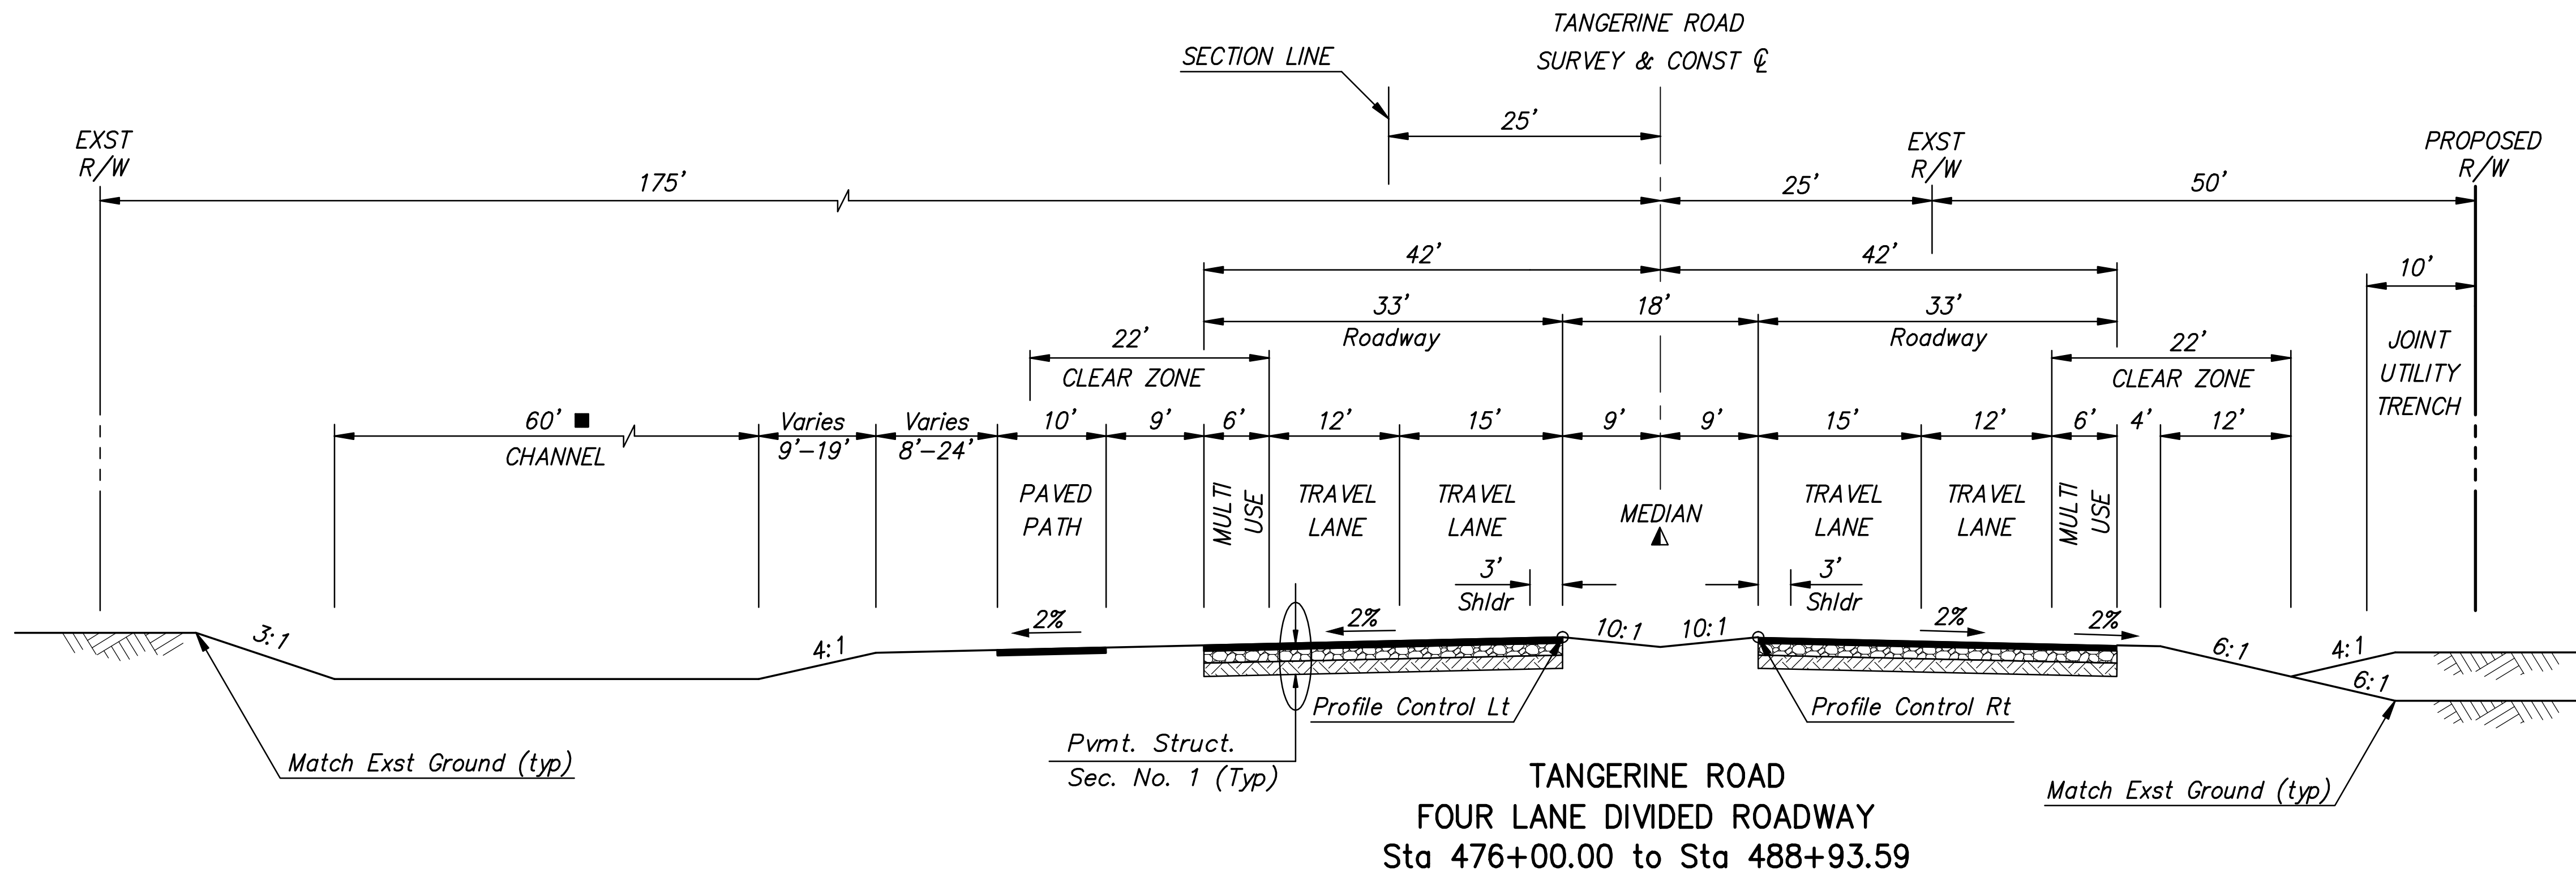 TANGERINE ROAD
SURVEY & CONST ℄
SECTION LINE
25'
EXST
R/W
EXST
R/W
PROPOSED
R/W
175'
25'
50'
42'
42'
10'
33'
18'
33'
Roadway
Roadway
22'
CLEAR ZONE
22'
CLEAR ZONE
JOINT
UTILITY
TRENCH
60' ■
CHANNEL
Varies
9'-19'
Varies
8'-24'
10'
9'
6'
12'
15'
9'
9'
15'
12'
6'
4'
12'
PAVED
PATH
MULTI
USE
TRAVEL
LANE
TRAVEL
LANE
MEDIAN
TRAVEL
LANE
TRAVEL
LANE
MULTI
USE
3'
Shldr
3'
Shldr
3:1
4:1
2%
2%
10:1
10:1
2%
2%
6:1
4:1
6:1
Profile Control Lt
Profile Control Rt
Match Exst Ground (typ)
Pvmt. Struct.
Sec. No. 1 (Typ)
Match Exst Ground (typ)
TANGERINE ROAD
FOUR LANE DIVIDED ROADWAY
Sta 476+00.00 to Sta 488+93.59